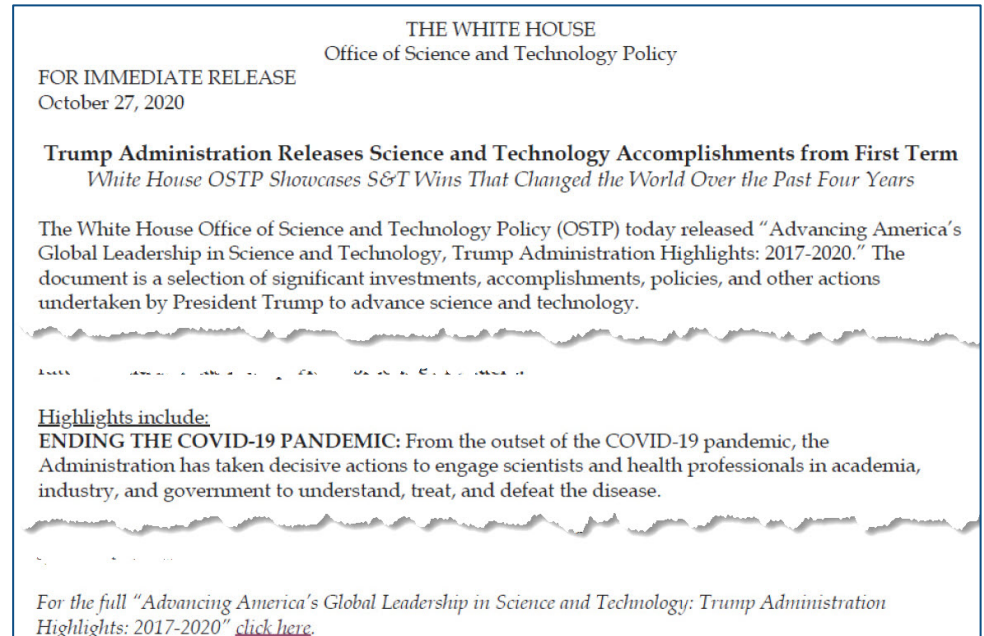 THE WHITE HOUSE
Office of Science and Technology Policy
FOR IMMEDIATE RELEASE
October 27, 2020
Trump Administration Releases Science and Technology Accomplishments from First Term
White House OSTP Showcases S&T Wins That Changed the World Over the Past Four Years
The White House Office of Science and Technology Policy (OSTP) today released “Advancing America’s
Global Leadership in Science and Technology, Trump Administration Highlights: 2017-2020.” The
document is a selection of significant investments, accomplishments, policies, and other actions
undertaken by President Trump to advance science and technology.
Highlights include:
ENDING THE COVID-19 PANDEMIC: From the outset of the COVID-19 pandemic, the
Administration has taken decisive actions to engage scientists and health professionals in academia,
industry, and government to understand, treat, and defeat the disease.
For the full “Advancing America’s Global Leadership in Science and Technology: Trump Administration
Highlights: 2017-2020” click here.